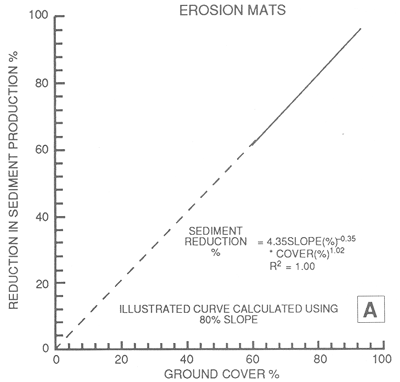 EROSION MATS
REDUCTION IN SEDIMENT PRODUCTION %
100
80
60
40
20
0
SEDIMENT
REDUCTION = 4.35SLOPE(%)^-0.35
% * COVER(%)^1.02
R² = 1.00
ILLUSTRATED CURVE CALCULATED USING
80% SLOPE
A
0 20 40 60 80 100
GROUND COVER %